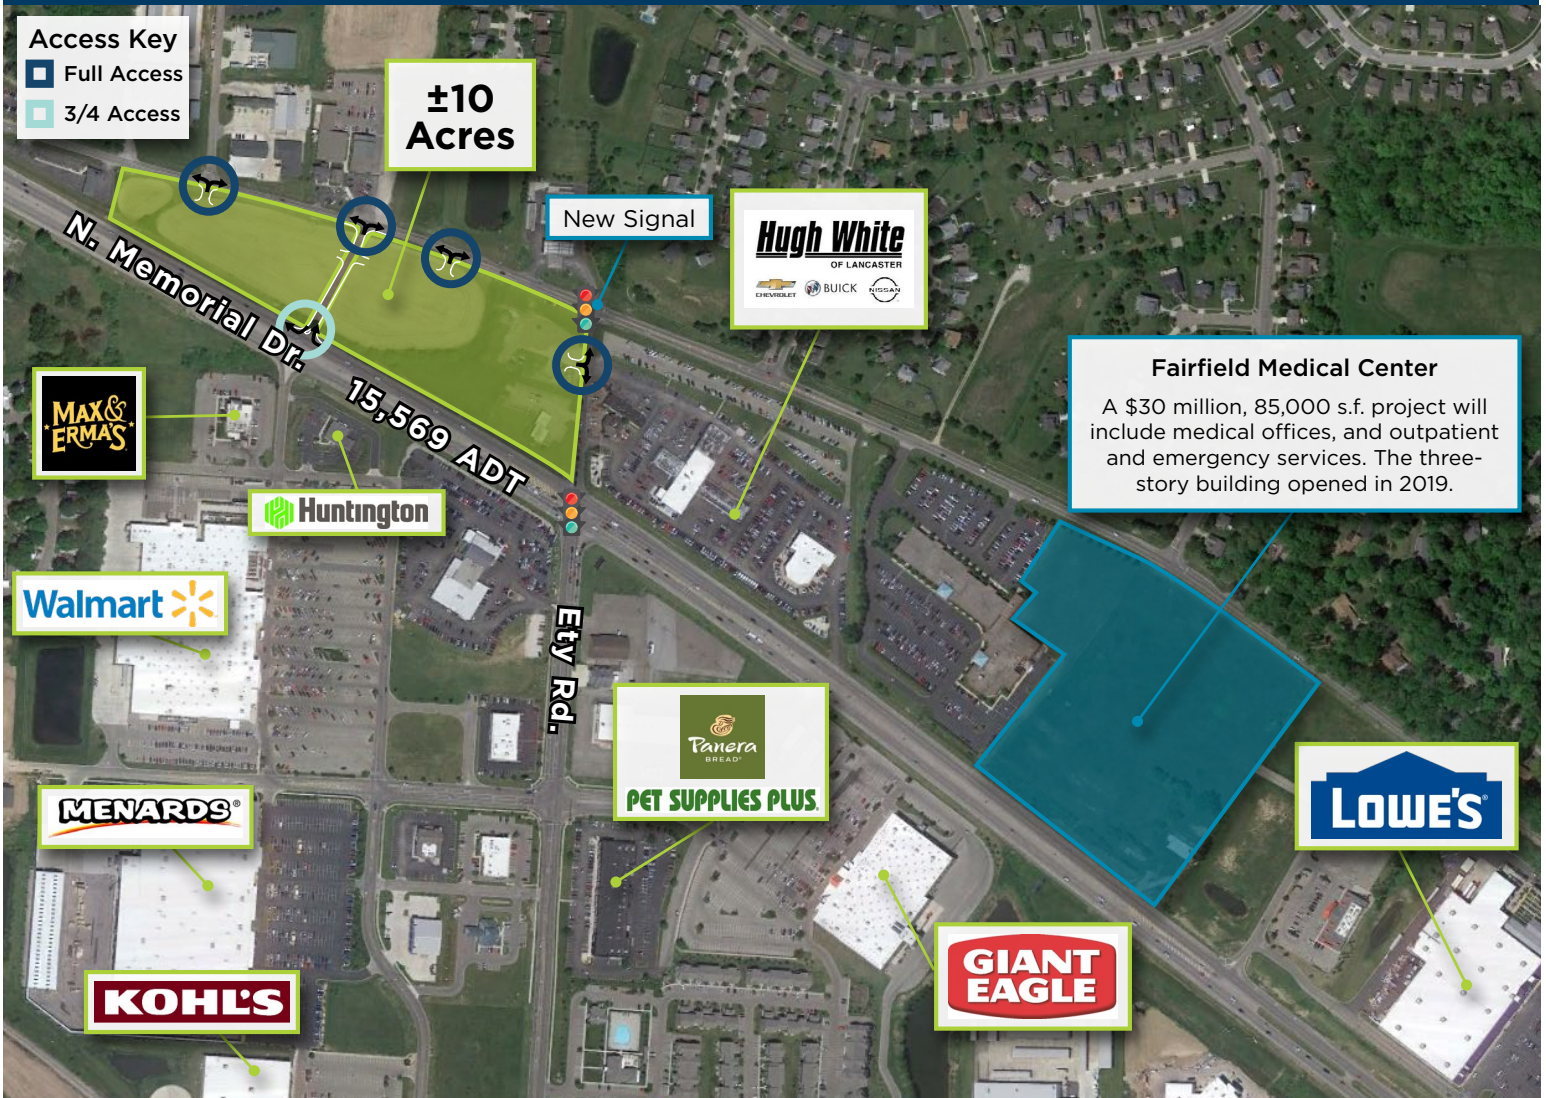 Access Key
Full Access
3/4 Access
±10
Acres
New Signal
Hugh White
OF LANCASTER
CHEVROLET
BUICK
NISSAN
N. Memorial Dr.
15,569 ADT
Fairfield Medical Center
A $30 million, 85,000 s.f. project will
include medical offices, and outpatient
and emergency services. The three-
story building opened in 2019.
MAX &
ERMA'S
Huntington
Walmart
Ety Rd.
Panera
BREAD®
PET SUPPLIES PLUS.
MENARDS®
LOWE'S®
GIANT
EAGLE
KOHL'S